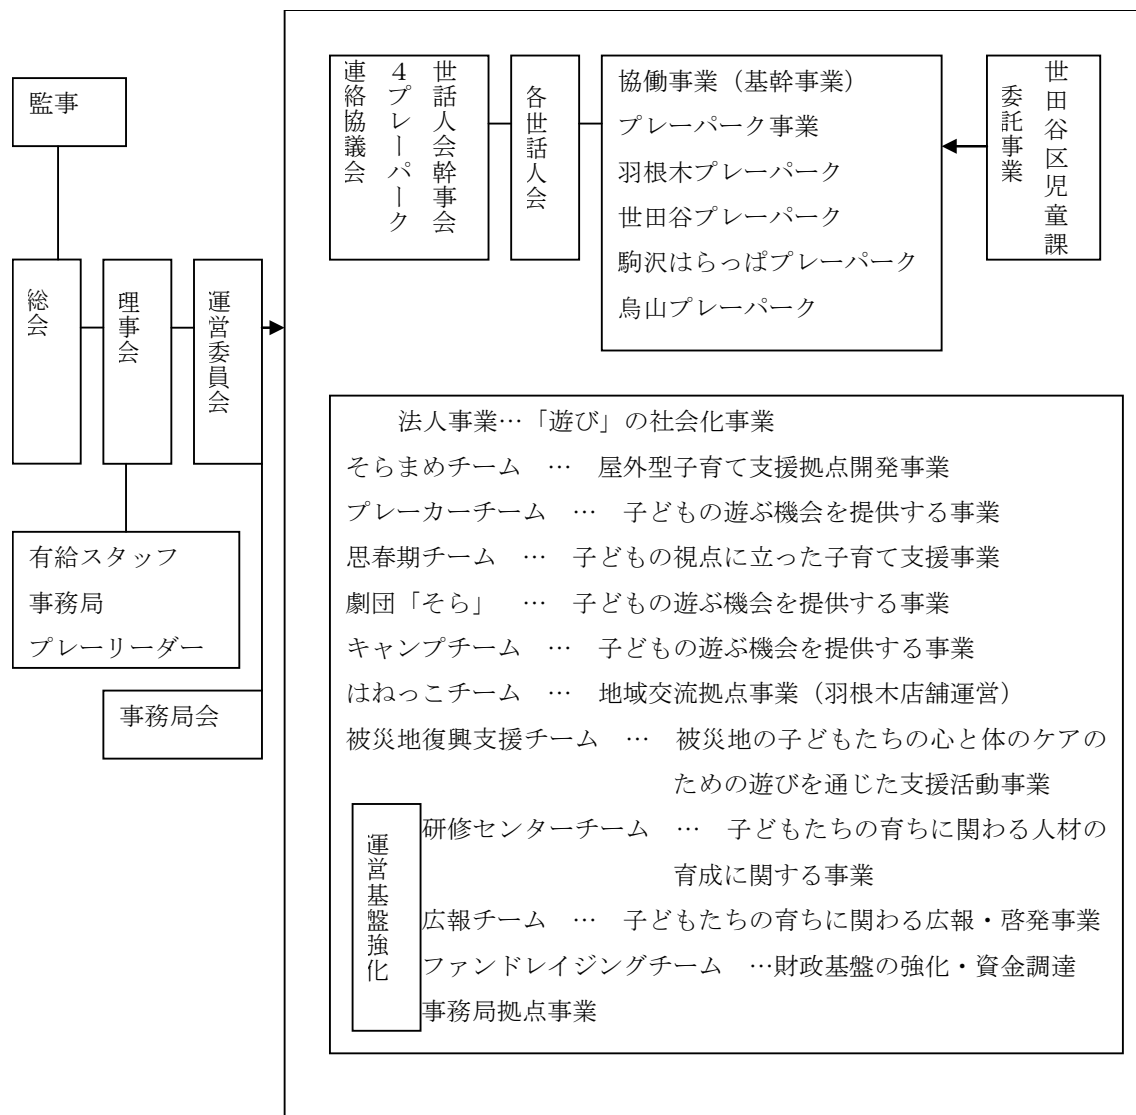 監事
総会
理事会
運営委員会
有給スタッフ
事務局
プレーリーダー
事務局会
世話人会幹事会
4プレーパーク
連絡協議会
各世話人会
協働事業（基幹事業）
プレーパーク事業
羽根木プレーパーク
世田谷プレーパーク
駒沢はらっぱプレーパーク
烏山プレーパーク
世田谷区児童課
委託事業
法人事業…「遊び」の社会化事業
そらまめチーム　…　屋外型子育て支援拠点開発事業
プレーカーチーム　…　子どもの遊ぶ機会を提供する事業
思春期チーム　…　子どもの視点に立った子育て支援事業
劇団「そら」　…　子どもの遊ぶ機会を提供する事業
キャンプチーム　…　子どもの遊ぶ機会を提供する事業
はねっこチーム　…　地域交流拠点事業（羽根木店舗運営）
被災地復興支援チーム　…　被災地の子どもたちの心と体のケアの
ための遊びを通じた支援活動事業
運営基盤強化
研修センターチーム　…　子どもたちの育ちに関わる人材の
育成に関する事業
広報チーム　…　子どもたちの育ちに関わる広報・啓発事業
ファンドレイジングチーム　…財政基盤の強化・資金調達
事務局拠点事業